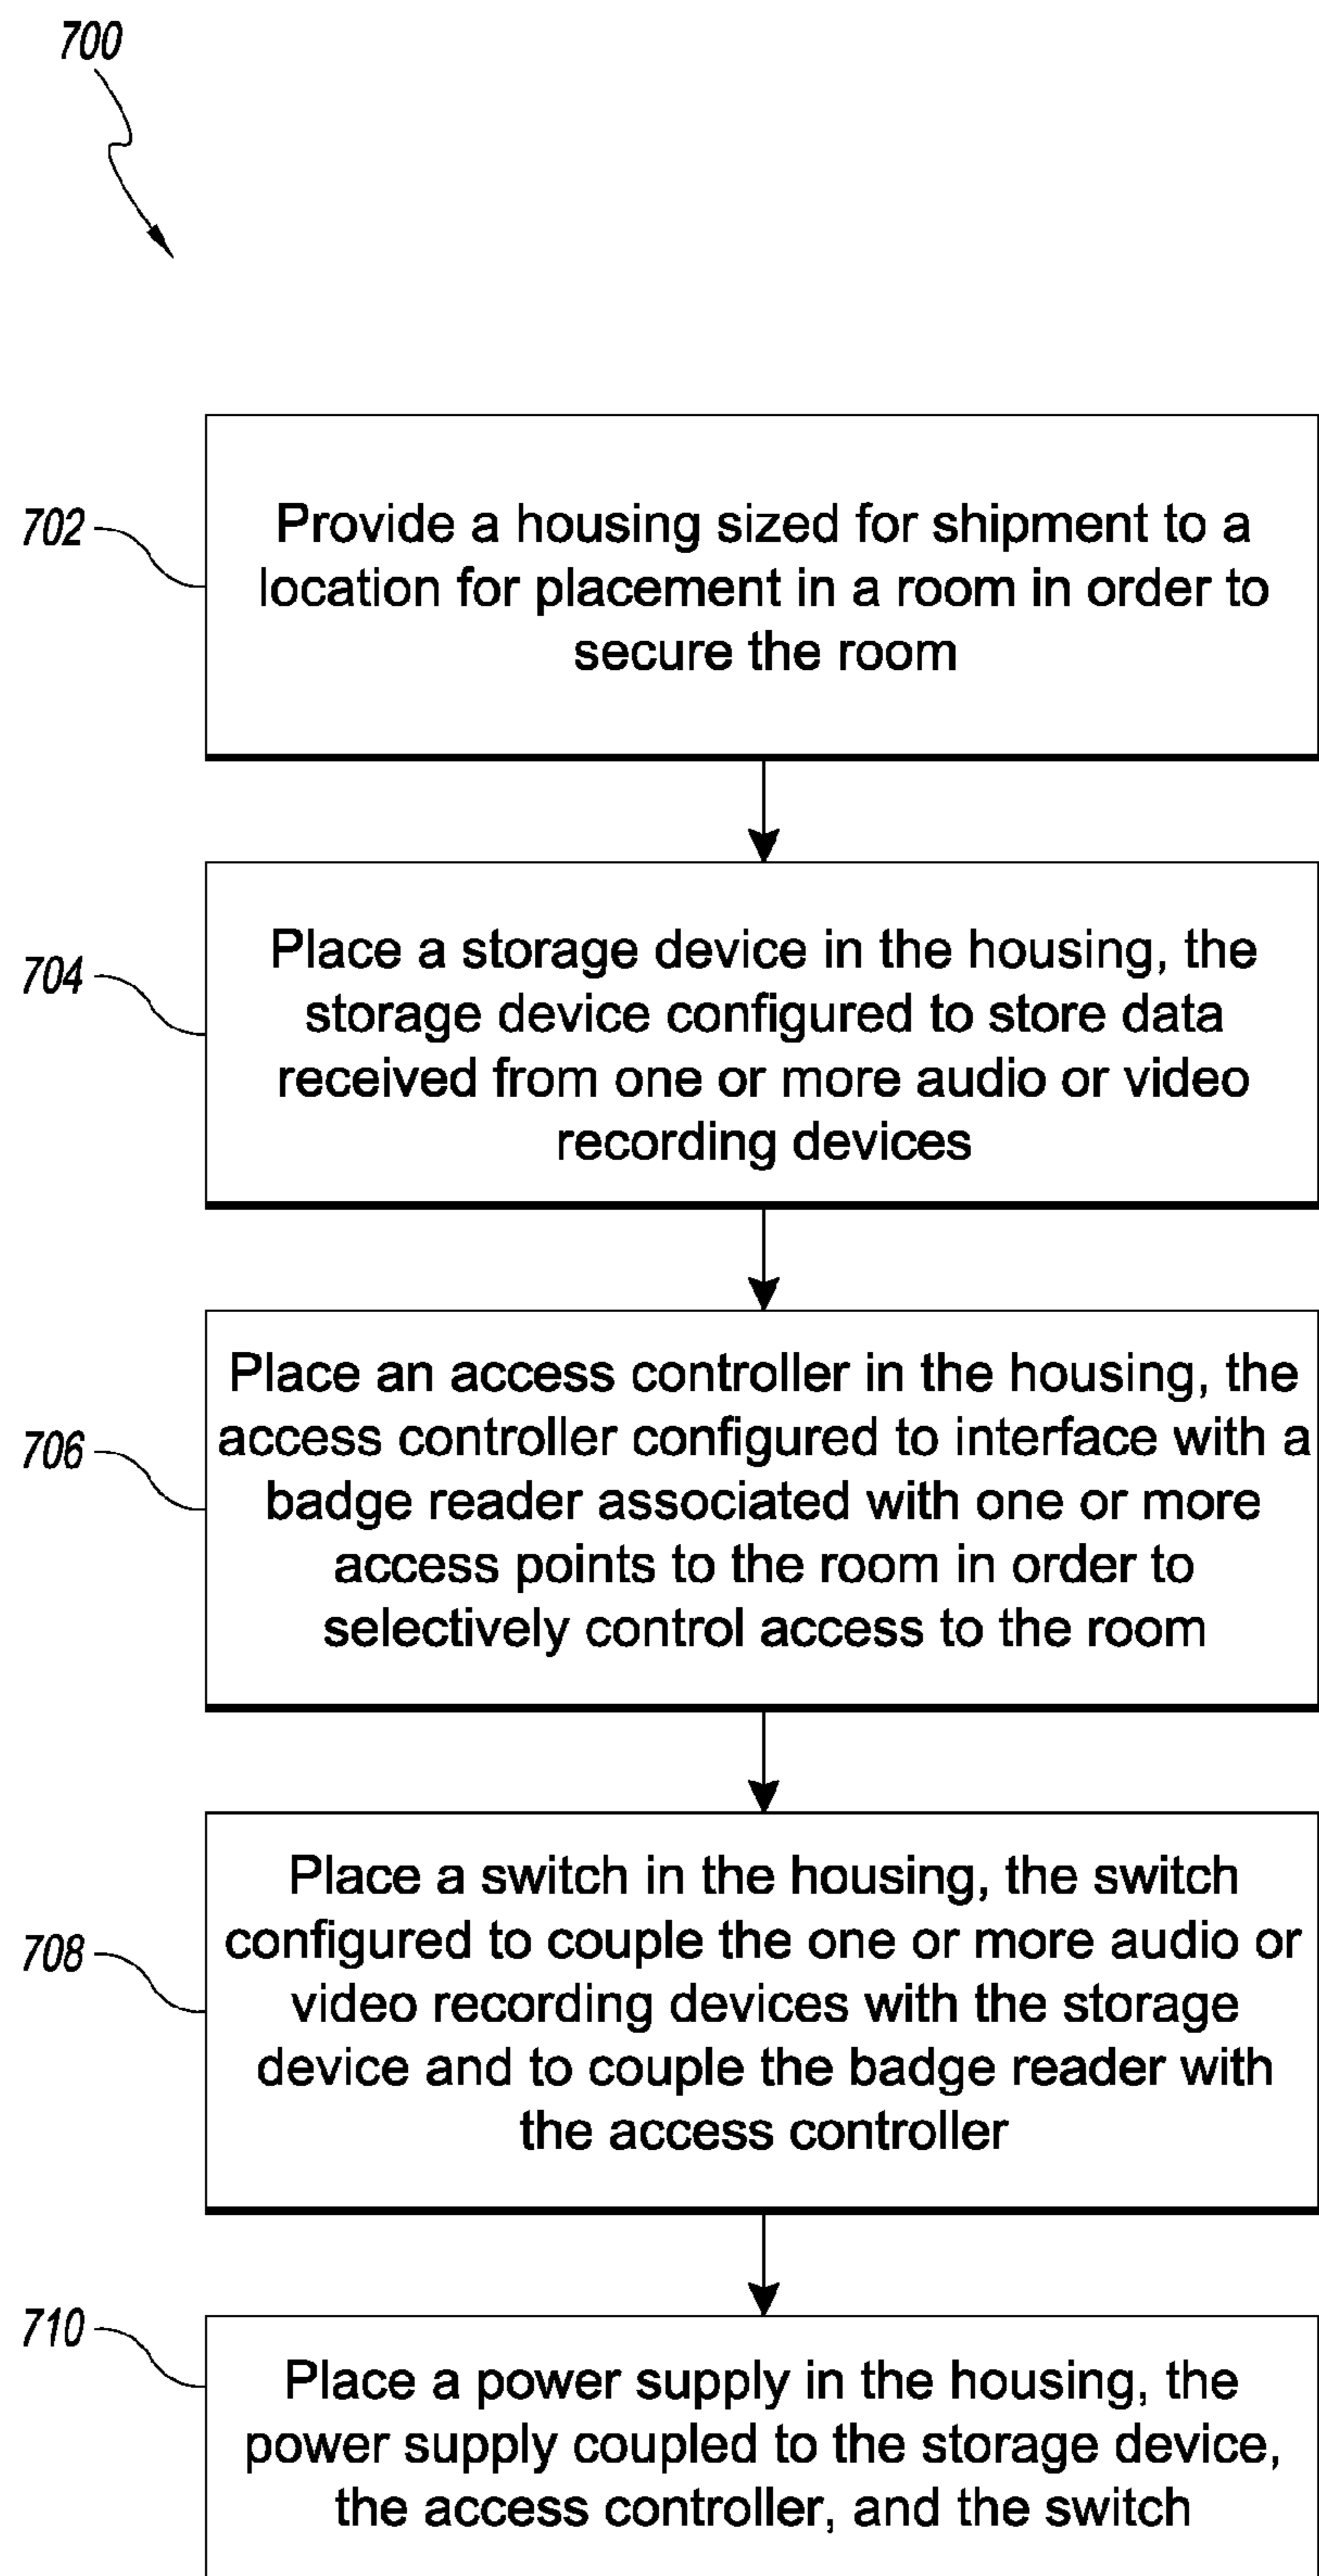 700
702
Provide a housing sized for shipment to a
location for placement in a room in order to
secure the room
704
Place a storage device in the housing, the
storage device configured to store data
received from one or more audio or video
recording devices
706
Place an access controller in the housing, the
access controller configured to interface with a
badge reader associated with one or more
access points to the room in order to
selectively control access to the room
708
Place a switch in the housing, the switch
configured to couple the one or more audio or
video recording devices with the storage
device and to couple the badge reader with
the access controller
710
Place a power supply in the housing, the
power supply coupled to the storage device,
the access controller, and the switch